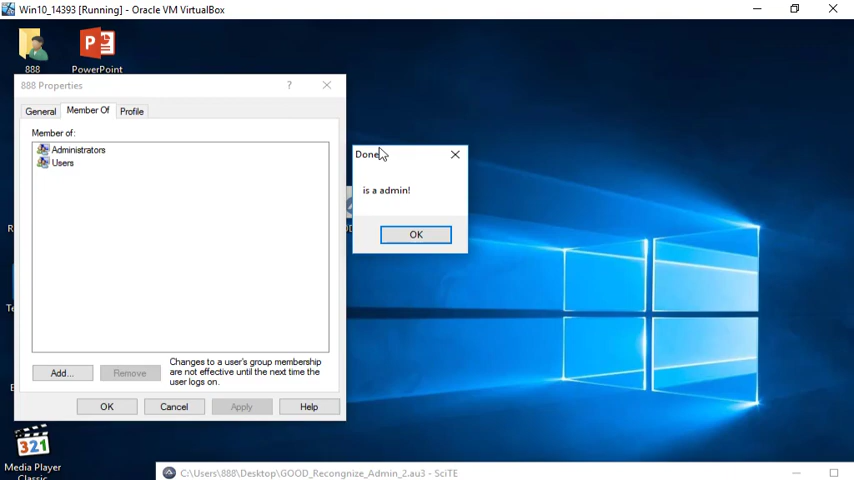 Win10_14393 [Running] - Oracle VM VirtualBox
888
PowerPoint
888 Properties
?
General
Member Of
Profile
Member of:
Administrators
Users
Done
is a admin!
OK
Add...
Remove
Changes to a user's group membership
are not effective until the next time the
user logs on.
OK
Cancel
Apply
Help
321
Media Player
Classic
C:\Users\888\Desktop\GOOD_Recongnize_Admin_2.au3 - SciTE